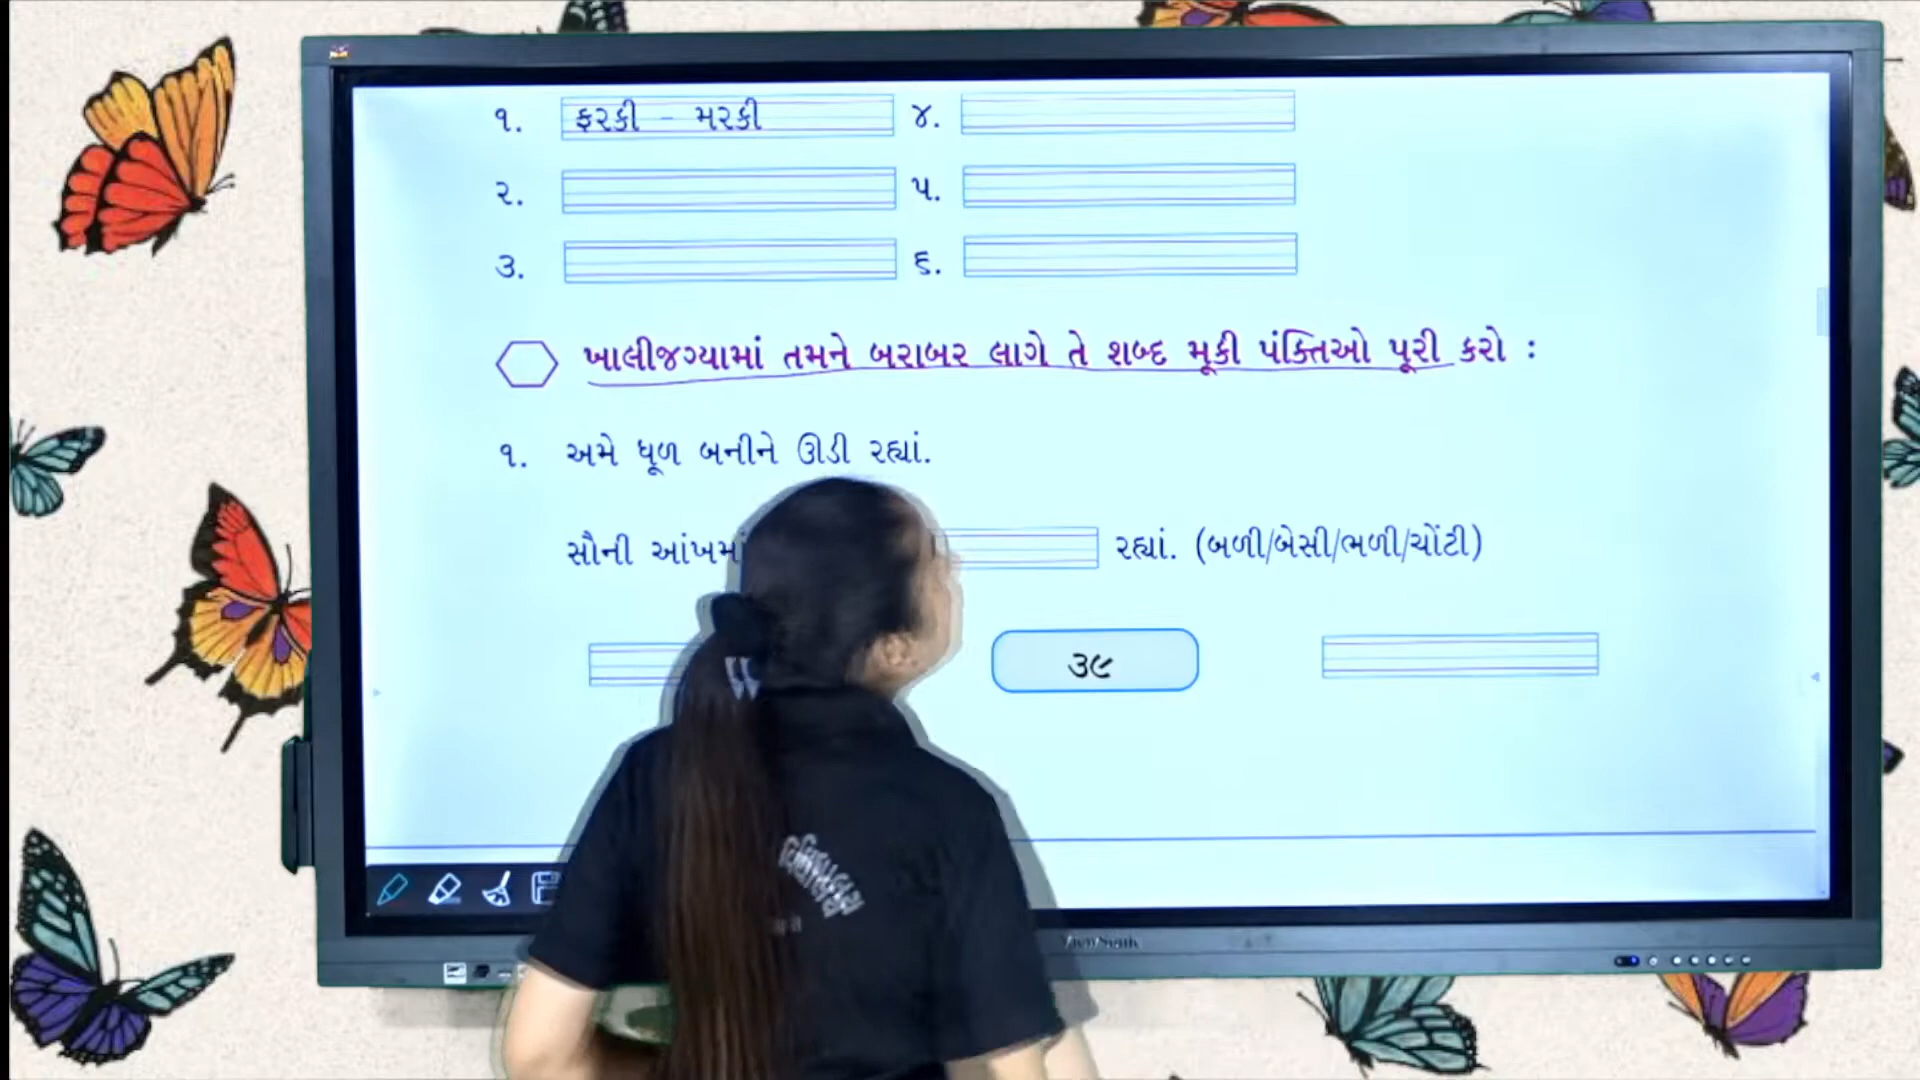 ૧. ફરકી - મરકી ૪.
૨. ૫.
૩. ૬.
ખાલીજગ્યામાં તમને બરાબર લાગે તે શબ્દ મૂકી પંક્તિઓ પૂરી કરો :
૧. અમે ધૂળ બનીને ઊડી રહ્યાં.
સૌની આંખમાં રહ્યાં. (બળી/બેસી/ભળી/ચોંટી)
૩૯
ViewSonic